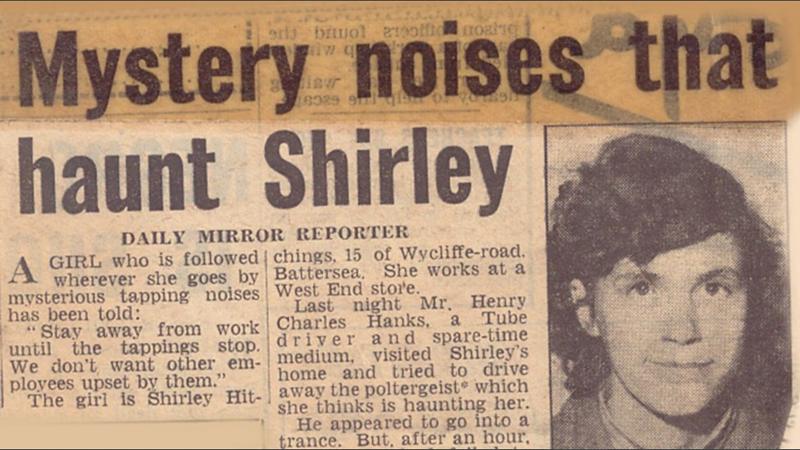 Mystery noises that
haunt Shirley
DAILY MIRROR REPORTER
A GIRL who is followed
wherever she goes by
mysterious tapping noises
has been told:
"Stay away from work
until the tappings stop.
We don't want other em-
ployees upset by them."
The girl is Shirley Hit-
chings, 15 of Wycliffe-road.
Battersea. She works at a
West End store.
Last night Mr. Henry
Charles Hanks, a Tube
driver and spare-time
medium, visited Shirley's
home and tried to drive
away the poltergeist* which
she thinks is haunting her.
He appeared to go into a
trance. But, after an hour,